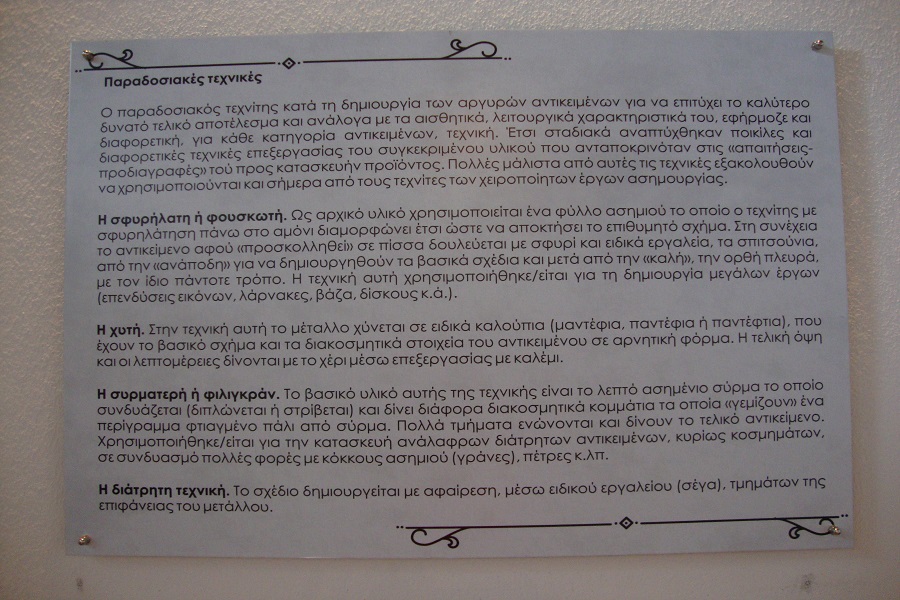 Παραδοσιακές τεχνικές
Ο παραδοσιακός τεχνίτης κατά τη δημιουργία των αργυρών αντικειμένων για να επιτύχει το καλύτερο
δυνατό τελικό αποτέλεσμα και ανάλογα με τα αισθητικά, λειτουργικά χαρακτηριστικά του, εφήρμοζε και
διαφορετική, για κάθε κατηγορία αντικειμένων, τεχνική. Έτσι σταδιακά αναπτύχθηκαν ποικίλες και
διαφορετικές τεχνικές επεξεργασίας του συγκεκριμένου υλικού που ανταποκρινόταν στις «απαιτήσεις-
προδιαγραφές» τού προς κατασκευήν προϊόντος. Πολλές μάλιστα από αυτές τις τεχνικές εξακολουθούν
να χρησιμοποιούνται και σήμερα από τους τεχνίτες των χειροποίητων έργων ασημουργίας.
Η σφυρήλατη ή φουσκωτή. Ως αρχικό υλικό χρησιμοποιείται ένα φύλλο ασημιού το οποίο ο τεχνίτης με
σφυρηλάτηση πάνω στο αμόνι διαμορφώνει έτσι ώστε να αποκτήσει το επιθυμητό σχήμα. Στη συνέχεια
το αντικείμενο αφού «προσκολληθεί» σε πίσσα δουλεύεται με σφυρί και ειδικά εργαλεία, τα σπιτσούνια,
από την «ανάποδη» για να δημιουργηθούν τα βασικά σχέδια και μετά από την «καλή», την ορθή πλευρά,
με τον ίδιο πάντοτε τρόπο. Η τεχνική αυτή χρησιμοποιήθηκε/είται για τη δημιουργία μεγάλων έργων
(επενδύσεις εικόνων, λάρνακες, βάζα, δίσκους κ.ά.).
Η χυτή. Στην τεχνική αυτή το μέταλλο χύνεται σε ειδικά καλούπια (μαντέφια, παντέφια ή παντέφτια), που
έχουν το βασικό σχήμα και τα διακοσμητικά στοιχεία του αντικειμένου σε αρνητική φόρμα. Η τελική όψη
και οι λεπτομέρειες δίνονται με το χέρι μέσω επεξεργασίας με καλέμι.
Η συρματερή ή φιλιγκράν. Το βασικό υλικό αυτής της τεχνικής είναι το λεπτό ασημένιο σύρμα το οποίο
συνδυάζεται (διπλώνεται ή στρίβεται) και δίνει διάφορα διακοσμητικά κομμάτια τα οποία «γεμίζουν» ένα
περίγραμμα φτιαγμένο πάλι από σύρμα. Πολλά τμήματα ενώνονται και δίνουν το τελικό αντικείμενο.
Χρησιμοποιήθηκε/είται για την κατασκευή ανάλαφρων διάτρητων αντικειμένων, κυρίως κοσμημάτων,
σε συνδυασμό πολλές φορές με κόκκους ασημιού (γράνες), πέτρες κ.λπ.
Η διάτρητη τεχνική. Το σχέδιο δημιουργείται με αφαίρεση, μέσω ειδικού εργαλείου (σέγα), τμημάτων της
επιφάνειας του μετάλλου.